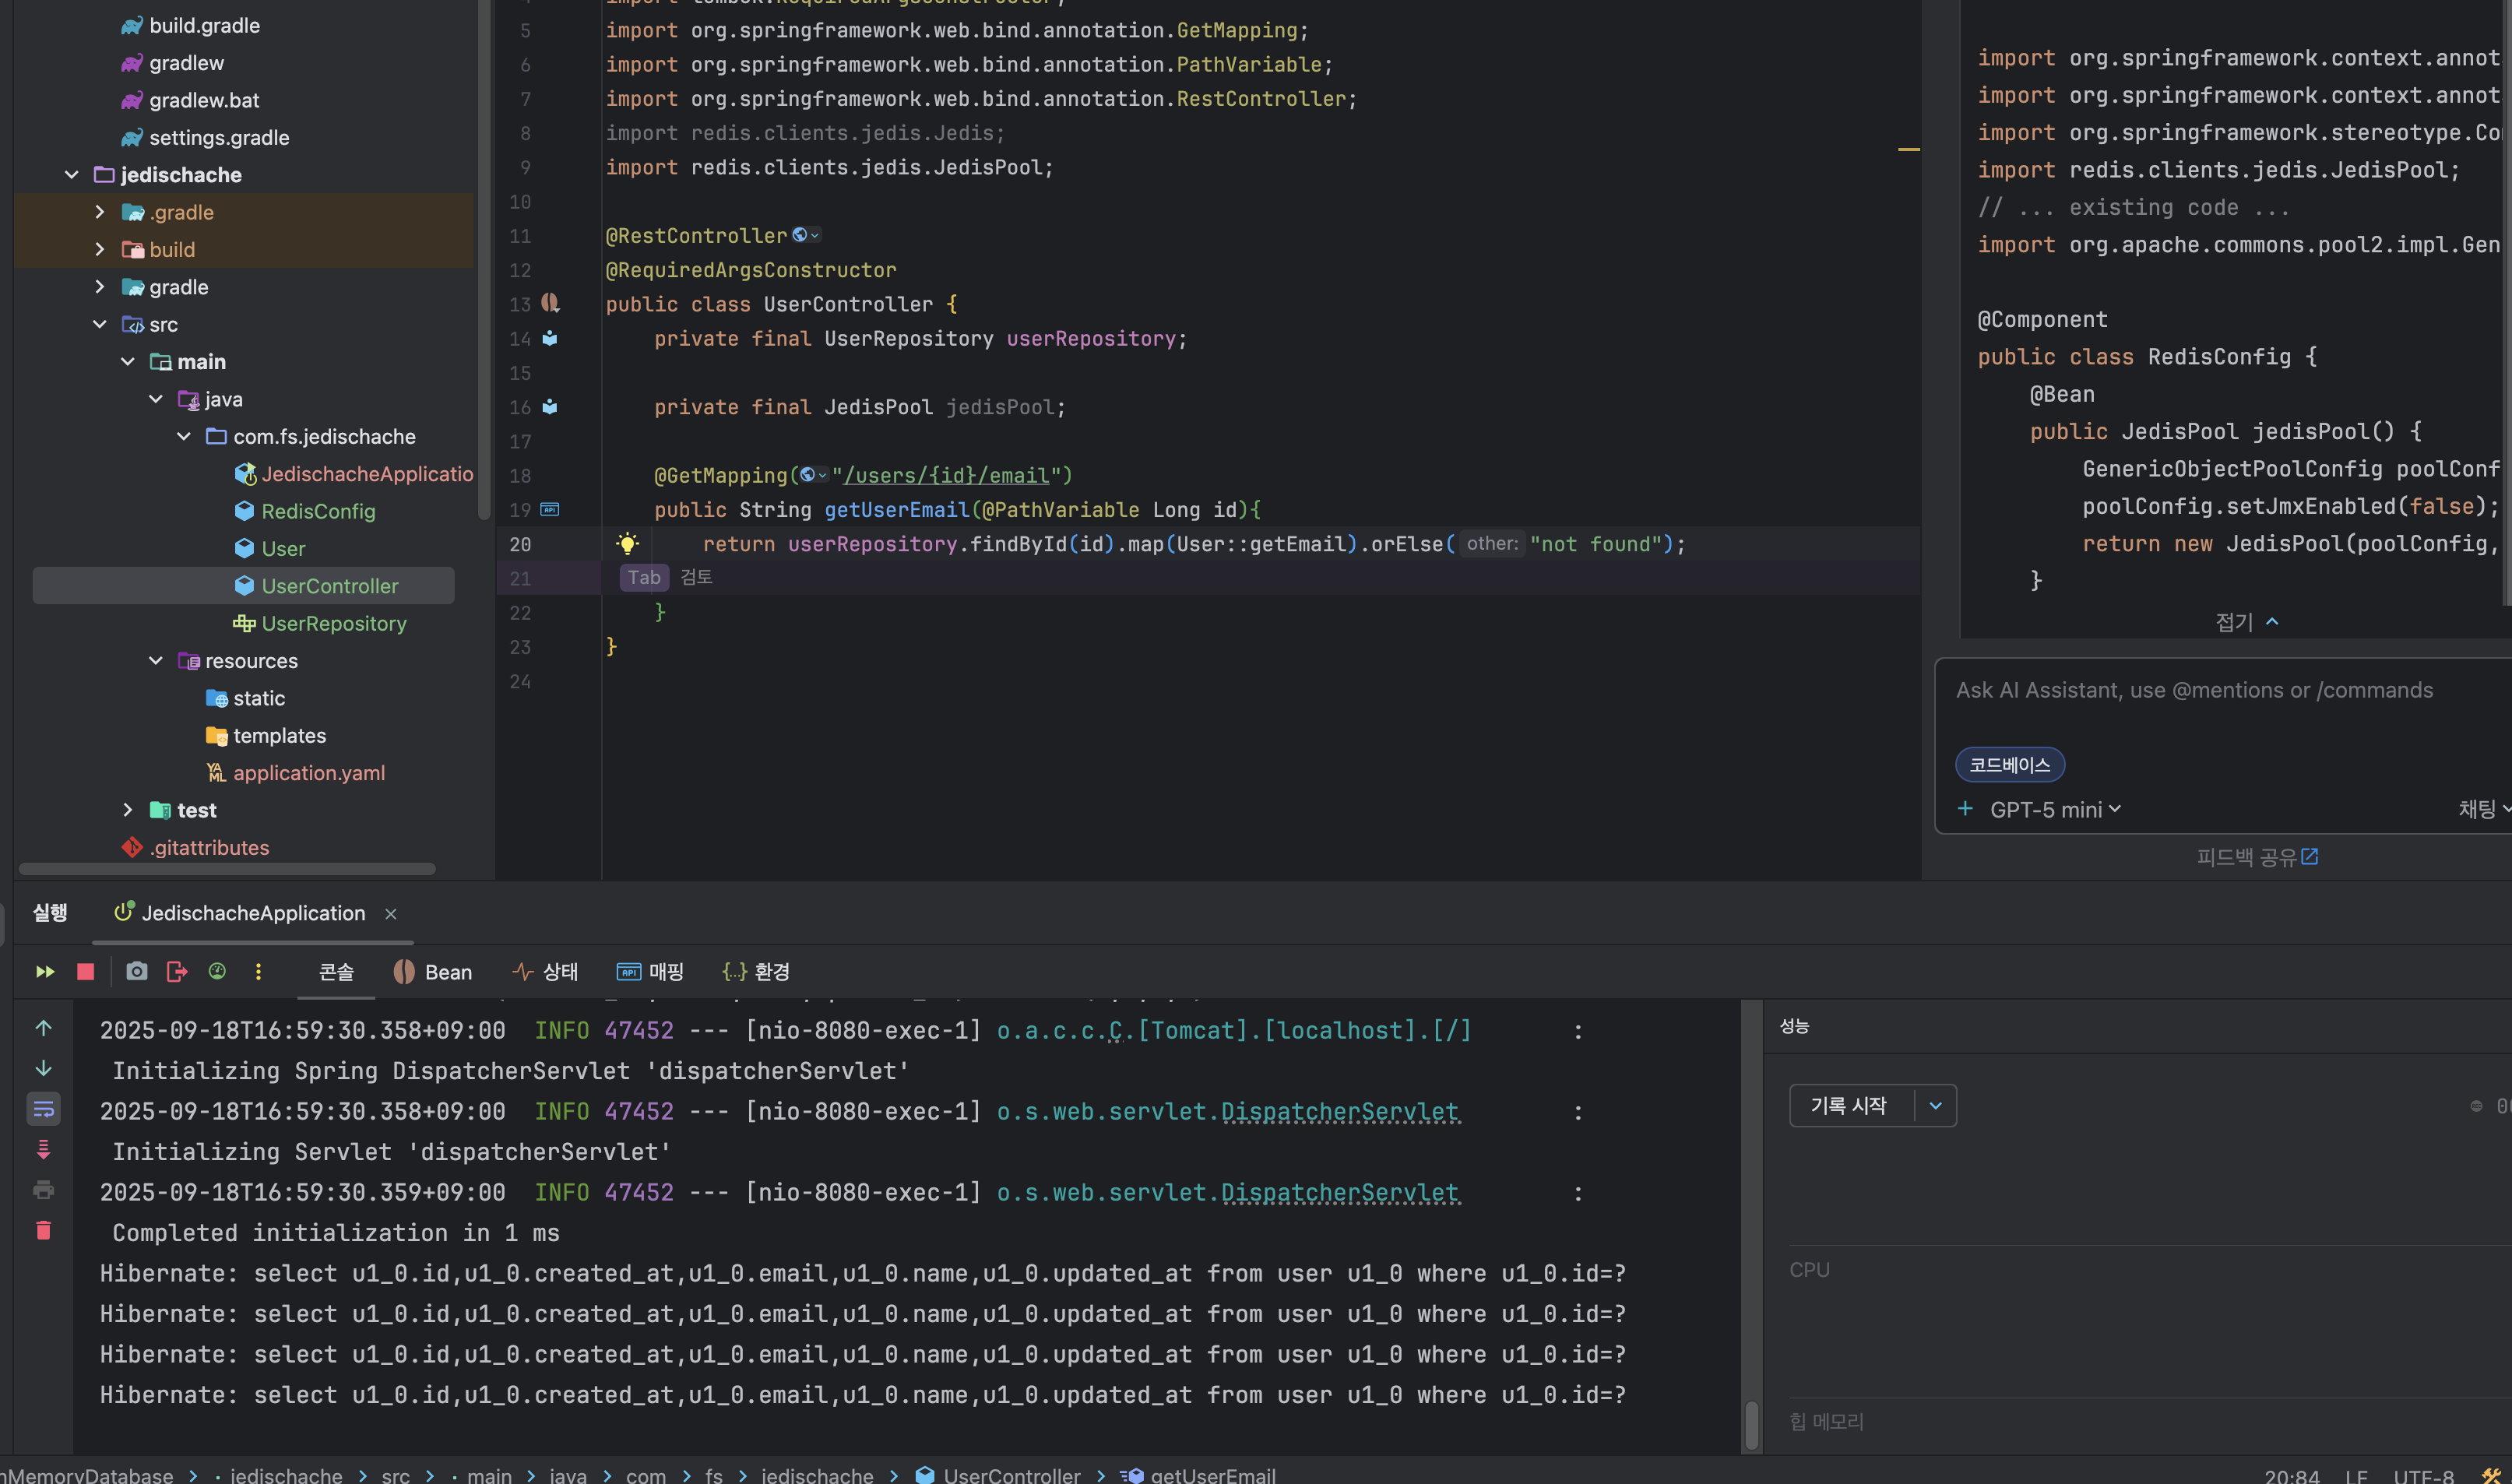 build.gradle
gradlew
gradlew.bat
settings.gradle
jedischache
.gradle
build
gradle
src
main
java
com.fs.jedischache
JedischacheApplicatio
RedisConfig
User
UserController
UserRepository
resources
static
templates
application.yaml
test
.gitattributes
5 import org.springframework.web.bind.annotation.GetMapping;
6 import org.springframework.web.bind.annotation.PathVariable;
7 import org.springframework.web.bind.annotation.RestController;
8 import redis.clients.jedis.Jedis;
9 import redis.clients.jedis.JedisPool;
10
11 @RestController
12 @RequiredArgsConstructor
13 public class UserController {
14 private final UserRepository userRepository;
15
16 private final JedisPool jedisPool;
17
18 @GetMapping("/users/{id}/email")
19 public String getUserEmail(@PathVariable Long id){
20 return userRepository.findById(id).map(User::getEmail).orElse( other: "not found");
21 Tab 검토
22 }
23 }
24
import org.springframework.context.annot
import org.springframework.context.annot
import org.springframework.stereotype.Co
import redis.clients.jedis.JedisPool;
// ... existing code ...
import org.apache.commons.pool2.impl.Gen
@Component
public class RedisConfig {
@Bean
public JedisPool jedisPool() {
GenericObjectPoolConfig poolConf
poolConfig.setJmxEnabled(false);
return new JedisPool(poolConfig,
}
접기
Ask AI Assistant, use @mentions or /commands
코드베이스
+ GPT-5 mini 채팅
피드백 공유
실행 JedischacheApplication ×
콘솔 Bean 상태 API 매핑 {...} 환경
2025-09-18T16:59:30.358+09:00 INFO 47452 --- [nio-8080-exec-1] o.a.c.c.C.[Tomcat].[localhost].[/] :
Initializing Spring DispatcherServlet 'dispatcherServlet'
2025-09-18T16:59:30.358+09:00 INFO 47452 --- [nio-8080-exec-1] o.s.web.servlet.DispatcherServlet :
Initializing Servlet 'dispatcherServlet'
2025-09-18T16:59:30.359+09:00 INFO 47452 --- [nio-8080-exec-1] o.s.web.servlet.DispatcherServlet :
Completed initialization in 1 ms
Hibernate: select u1_0.id,u1_0.created_at,u1_0.email,u1_0.name,u1_0.updated_at from user u1_0 where u1_0.id=?
Hibernate: select u1_0.id,u1_0.created_at,u1_0.email,u1_0.name,u1_0.updated_at from user u1_0 where u1_0.id=?
Hibernate: select u1_0.id,u1_0.created_at,u1_0.email,u1_0.name,u1_0.updated_at from user u1_0 where u1_0.id=?
Hibernate: select u1_0.id,u1_0.created_at,u1_0.email,u1_0.name,u1_0.updated_at from user u1_0 where u1_0.id=?
성능
기록 시작
CPU
힙 메모리
nMemoryDatabase > jedischache > src > main > java > com > fs > jedischache > UserController > getUserEmail
20:84 LF UTF-8